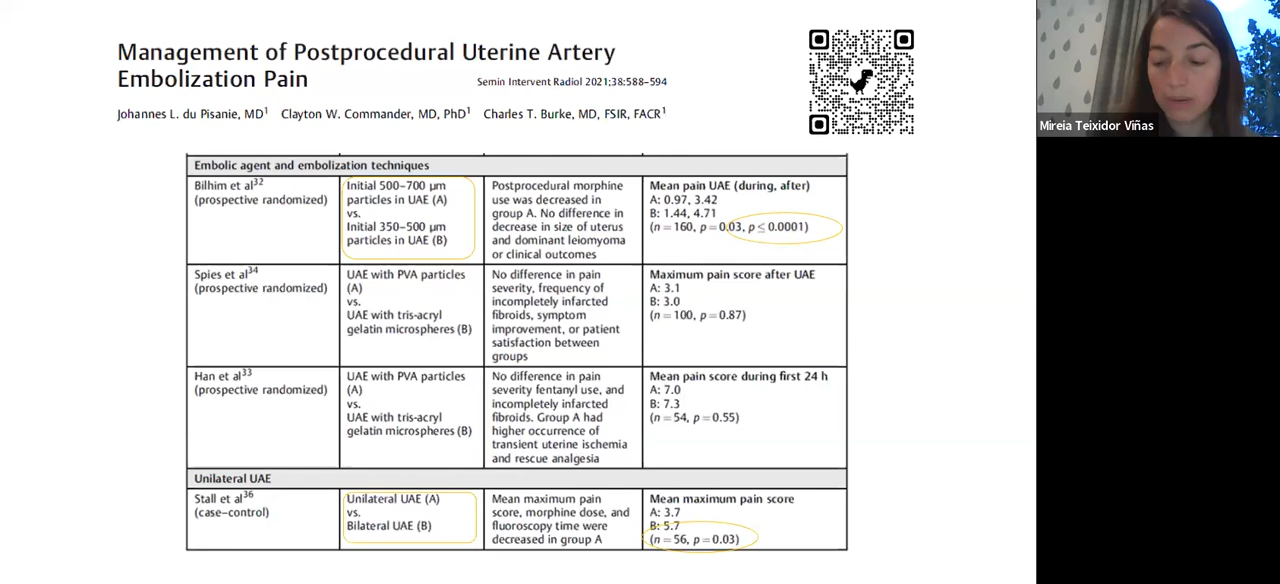 Management of Postprocedural Uterine Artery
Embolization Pain
Semin Intervent Radiol 2021;38:588–594
Johannes L. du Pisanie, MD1 Clayton W. Commander, MD, PhD1 Charles T. Burke, MD, FSIR, FACR1
Mireia Teixidor Viñas
Embolic agent and embolization techniques
Bilhim et al32
(prospective randomized)
Initial 500–700 μm
particles in UAE (A)
vs.
Initial 350–500 μm
particles in UAE (B)
Postprocedural morphine
use was decreased in
group A. No difference in
decrease in size of uterus
and dominant leiomyoma
or clinical outcomes
Mean pain UAE (during, after)
A: 0.97, 3.42
B: 1.44, 4.71
(n = 160, p = 0.03, p ≤ 0.0001)
Spies et al34
(prospective randomized)
UAE with PVA particles
(A)
vs.
UAE with tris-acryl
gelatin microspheres (B)
No difference in pain
severity, frequency of
incompletely infarcted
fibroids, symptom
improvement, or patient
satisfaction between
groups
Maximum pain score after UAE
A: 3.1
B: 3.0
(n = 100, p = 0.87)
Han et al33
(prospective randomized)
UAE with PVA particles
(A)
vs.
UAE with tris-acryl
gelatin microspheres (B)
No difference in pain
severity fentanyl use, and
incompletely infarcted
fibroids. Group A had
higher occurrence of
transient uterine ischemia
and rescue analgesia
Mean pain score during first 24 h
A: 7.0
B: 7.3
(n = 54, p = 0.55)
Unilateral UAE
Stall et al36
(case–control)
Unilateral UAE (A)
vs.
Bilateral UAE (B)
Mean maximum pain
score, morphine dose, and
fluoroscopy time were
decreased in group A
Mean maximum pain score
A: 3.7
B: 5.7
(n = 56, p = 0.03)